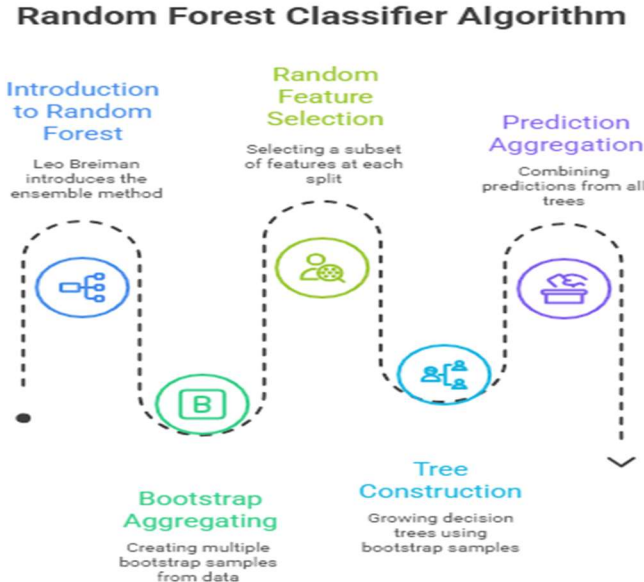 Random Forest Classifier Algorithm
Introduction
to Random
Forest
Leo Breiman
introduces the
ensemble method
B
Bootstrap
Aggregating
Creating multiple
bootstrap samples
from data
Random
Feature
Selection
Selecting a subset
of features at each
split
Tree
Construction
Growing decision
trees using
bootstrap samples
Prediction
Aggregation
Combining
predictions from all
trees